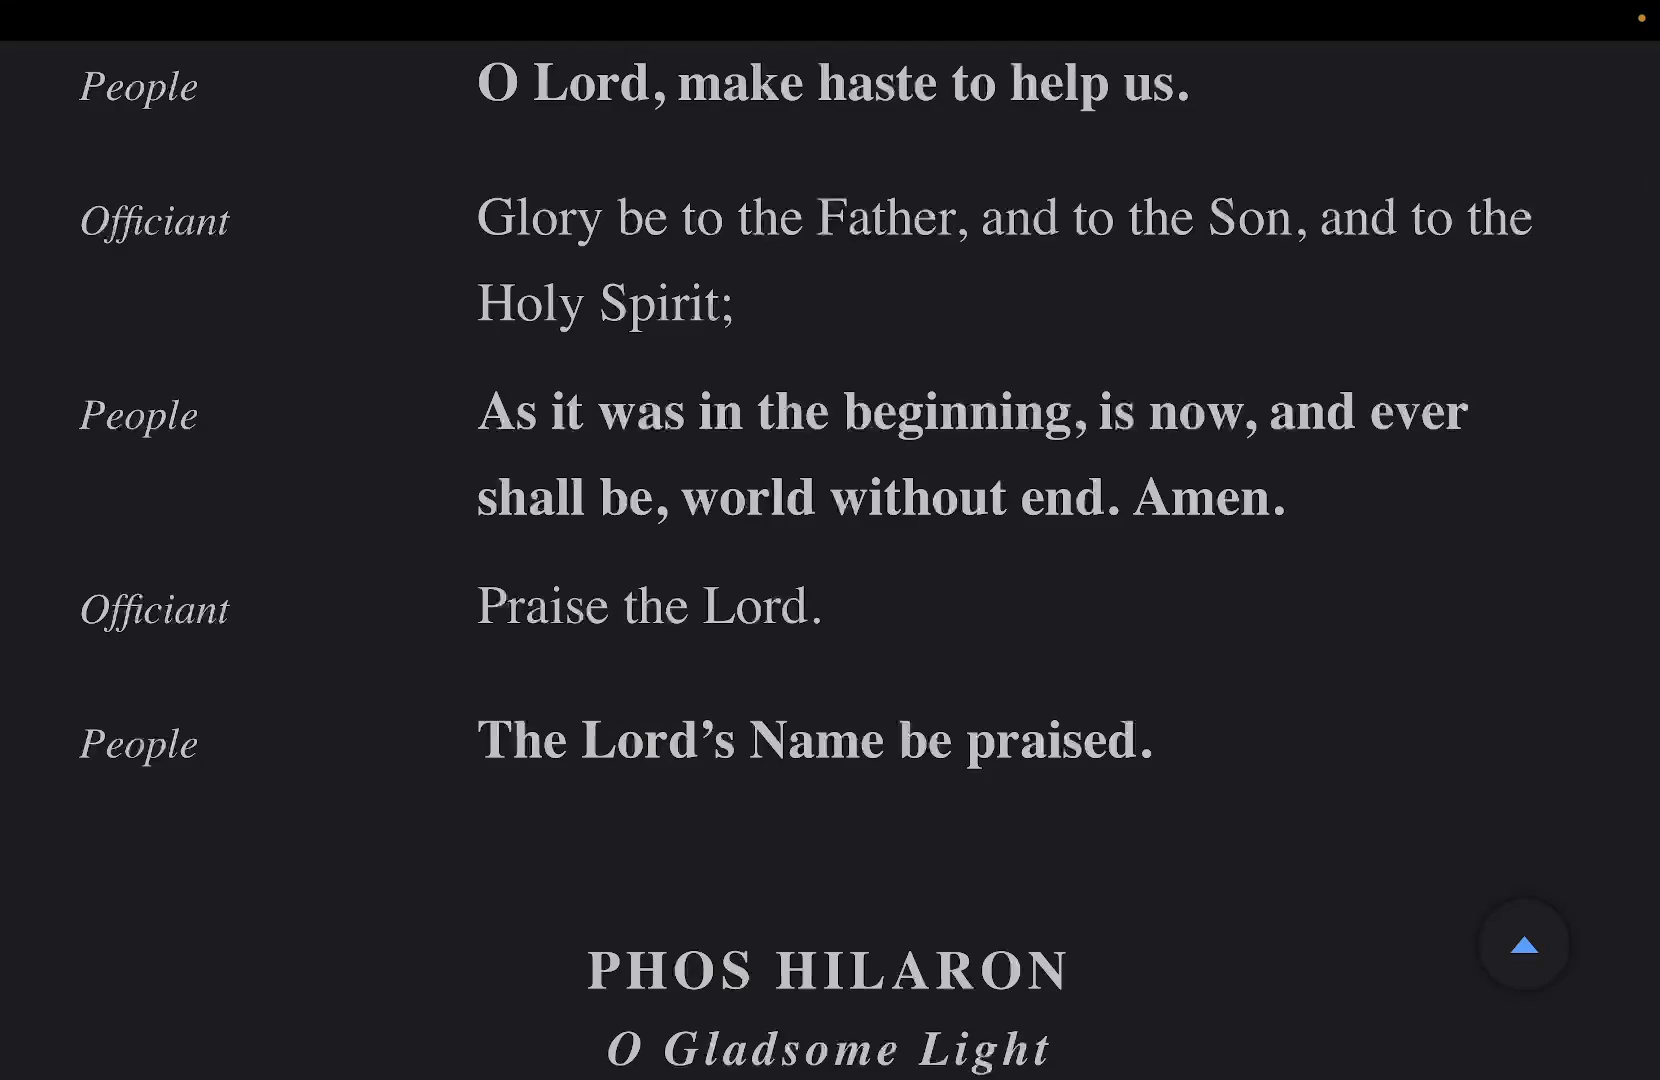 People O Lord, make haste to help us.
Officiant Glory be to the Father, and to the Son, and to the
Holy Spirit;
People As it was in the beginning, is now, and ever
shall be, world without end. Amen.
Officiant Praise the Lord.
People The Lord’s Name be praised.
PHOS HILARON
O Gladsome Light